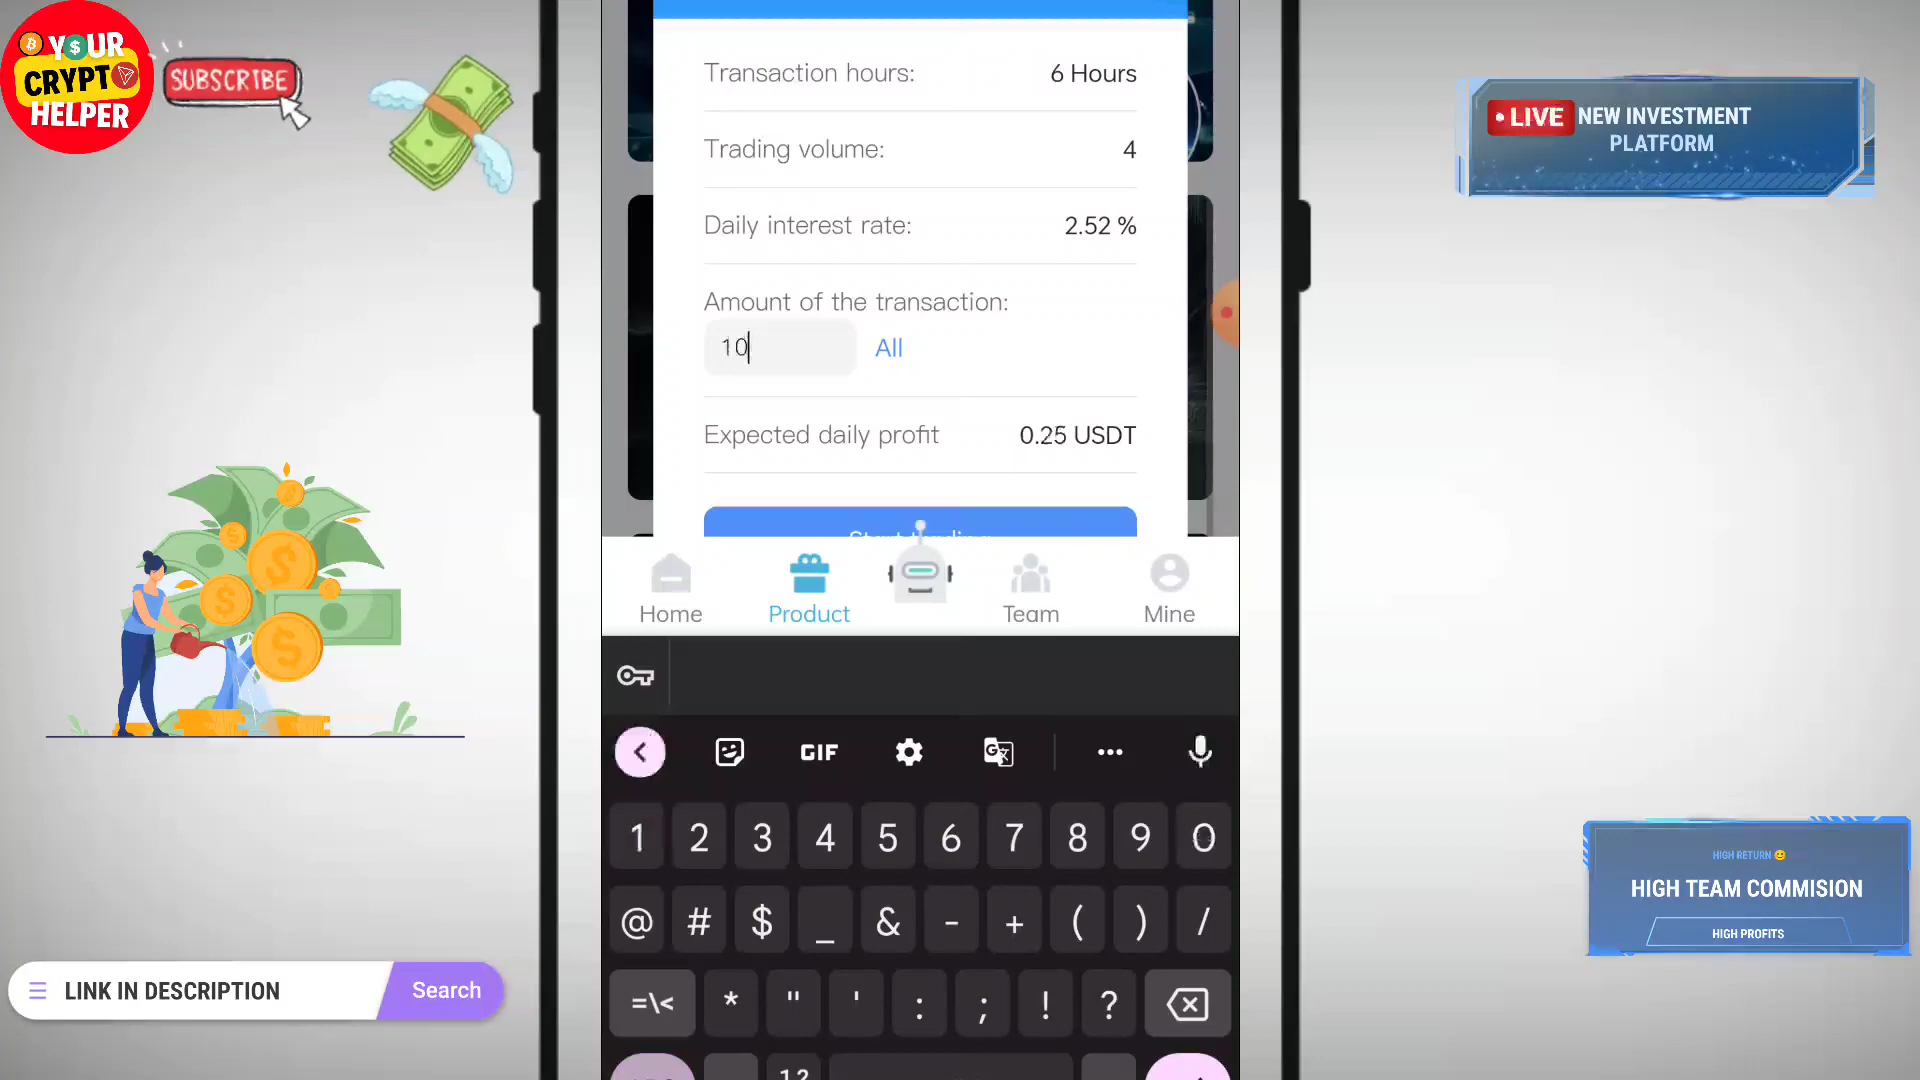 YOUR
CRYPTO
HELPER
SUBSCRIBE
Transaction hours: 6 Hours
Trading volume: 4
Daily interest rate: 2.52 %
Amount of the transaction:
10 All
Expected daily profit 0.25 USDT
Start trading
Home Product Team Mine
LIVE NEW INVESTMENT
PLATFORM
HIGH RETURN 😊
HIGH TEAM COMMISION
HIGH PROFITS
LINK IN DESCRIPTION Search
GIF
1 2 3 4 5 6 7 8 9 0
@ # $ _ & - + ( ) /
=\< * " ' : ; ! ?